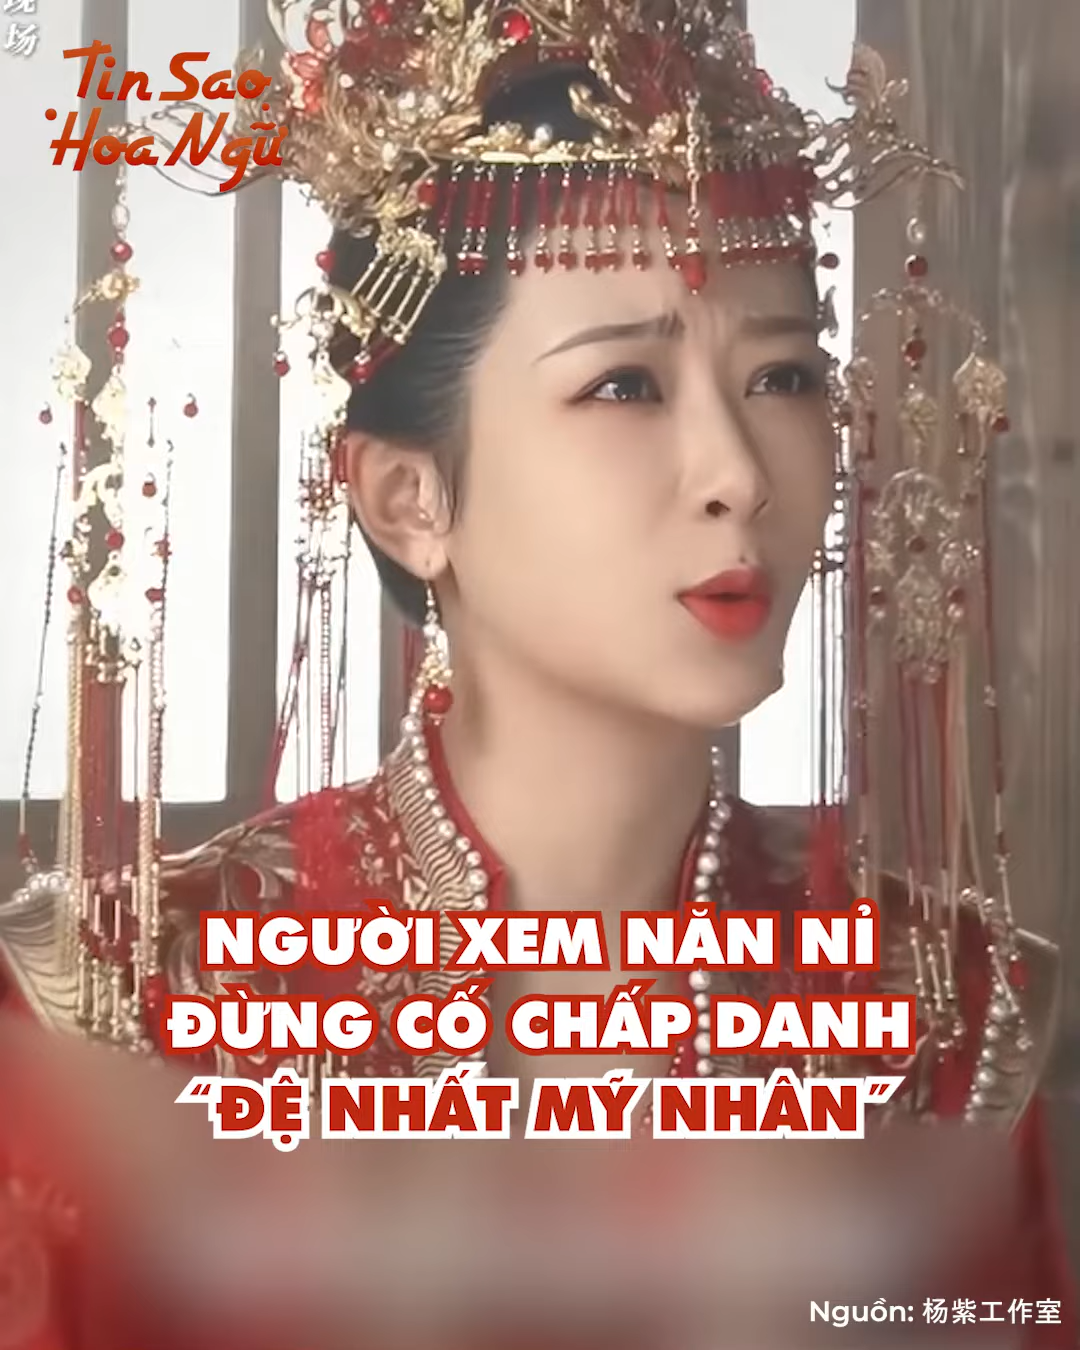 场
Tin Sao
Hoa Ngữ
NGƯỜI XEM NĂN NỈ
ĐỪNG CỐ CHẤP DANH
“ĐỆ NHẤT MỸ NHÂN”
Nguồn: 杨紫工作室